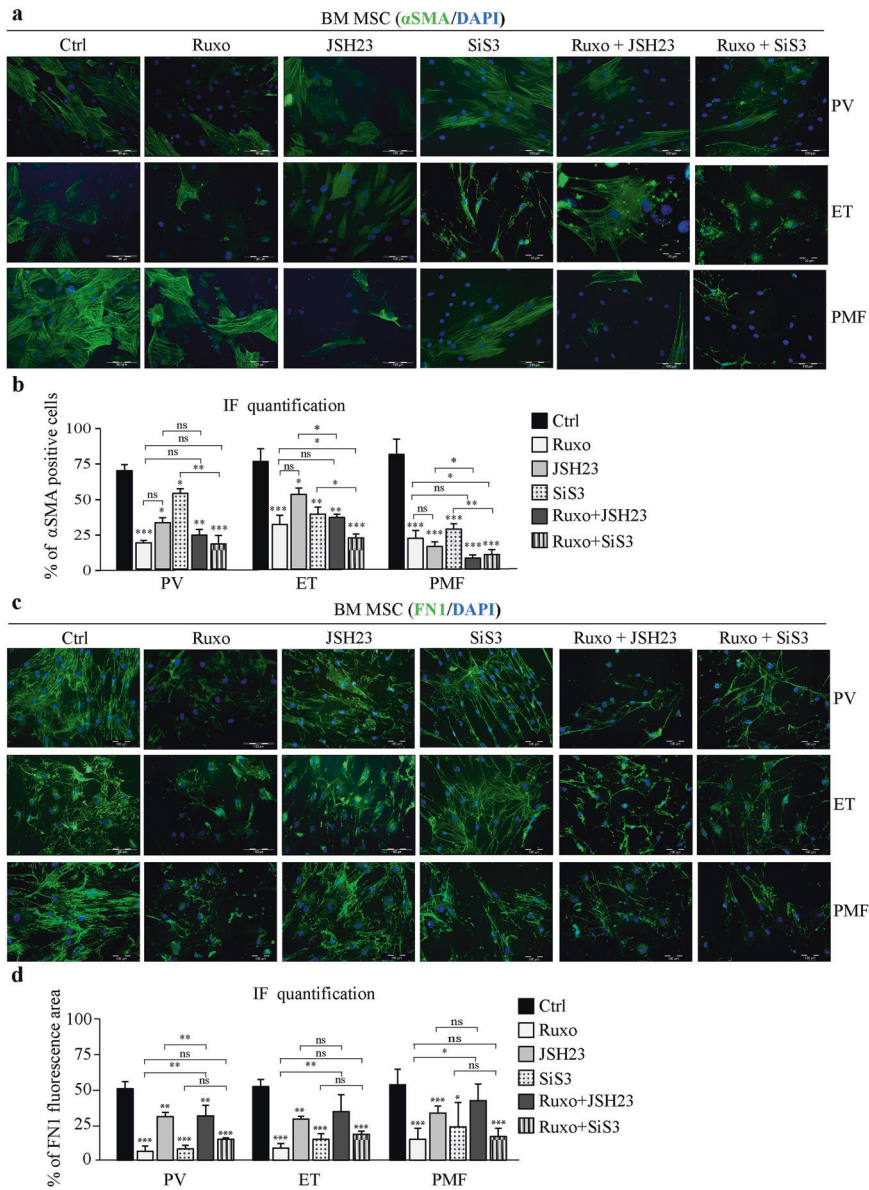 a
BM MSC (αSMA/DAPI)
Ctrl Ruxo JSH23 SiS3 Ruxo + JSH23 Ruxo + SiS3
PV
ET
PMF
b
IF quantification
% of αSMA positive cells
100
75
50
25
0
ns
ns
ns
ns
**
*** * * ** ***
*
*
ns
ns
*
*** * ** ** ***
*
*
ns
ns
**
*** *** *** *** ***
PV ET PMF
Ctrl
Ruxo
JSH23
SiS3
Ruxo+JSH23
Ruxo+SiS3
c
BM MSC (FN1/DAPI)
Ctrl Ruxo JSH23 SiS3 Ruxo + JSH23 Ruxo + SiS3
PV
ET
PMF
d
IF quantification
% of FN1 fluorescence area
100
75
50
25
0
**
ns
**
ns
*** ** *** ** ***
ns
ns
**
ns
*** ** *** ***
ns
ns
*
ns
*** *** * ***
PV ET PMF
Ctrl
Ruxo
JSH23
SiS3
Ruxo+JSH23
Ruxo+SiS3